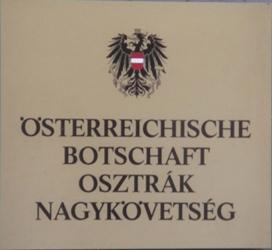 ÖSTERREICHISCHE
BOTSCHAFT
OSZTRÁK
NAGYKÖVETSÉG